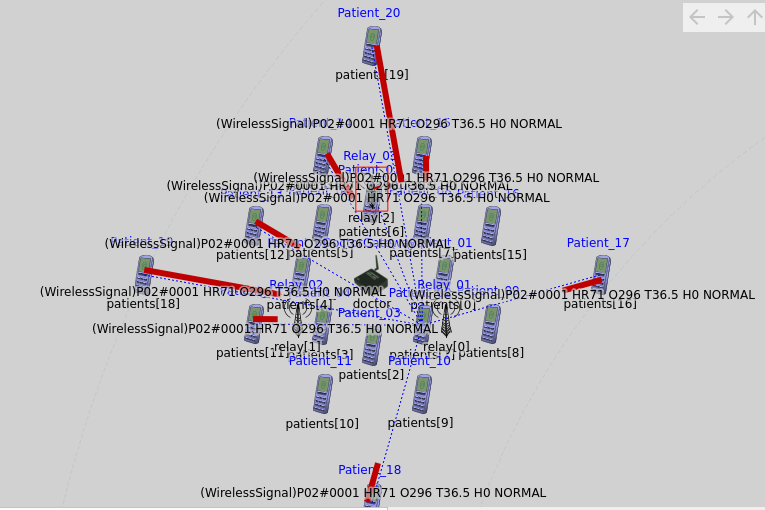 Patient_20
patients[19]
(WirelessSignal)P02#0001 HR71 O296 T36.5 H0 NORMAL
Relay_03
(WirelessSignal)P02#0001 HR71 O296 T36.5 H0 NORMAL
(WirelessSignal)P02#0001 HR71 O296 T36.5 H0 NORMAL
(WirelessSignal)P02#0001 HR71 O296 T36.5 H0 NORMAL
relay[2]
patients[6]
(WirelessSignal)P02#0001 HR71 O296 T36.5 H0 NORMAL
Patient_17
patients[12]
patients[5]
patients[7]
patients[15]
Relay_02
Relay_01
(WirelessSignal)P02#0001 HR71 O296 T36.5 H0 NORMAL
(WirelessSignal)P02#0001 HR71 O296 T36.5 H0 NORMAL
patients[18]
patients[4]
doctor
patients[0]
patients[16]
Patient_03
(WirelessSignal)P02#0001 HR71 O296 T36.5 H0 NORMAL
relay[1]
patients[3]
relay[0]
patients[8]
Patient_11
Patient_10
patients[2]
patients[10]
patients[9]
Patient_18
(WirelessSignal)P02#0001 HR71 O296 T36.5 H0 NORMAL